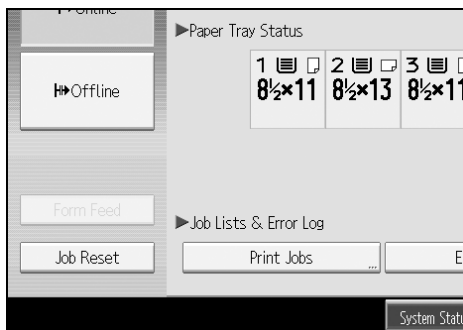 Online
▶Paper Tray Status
1 2 3
8½×11 8½×13 8½×11
Offline
Form Feed
▶Job Lists & Error Log
Job Reset
Print Jobs ...
E
System Statu